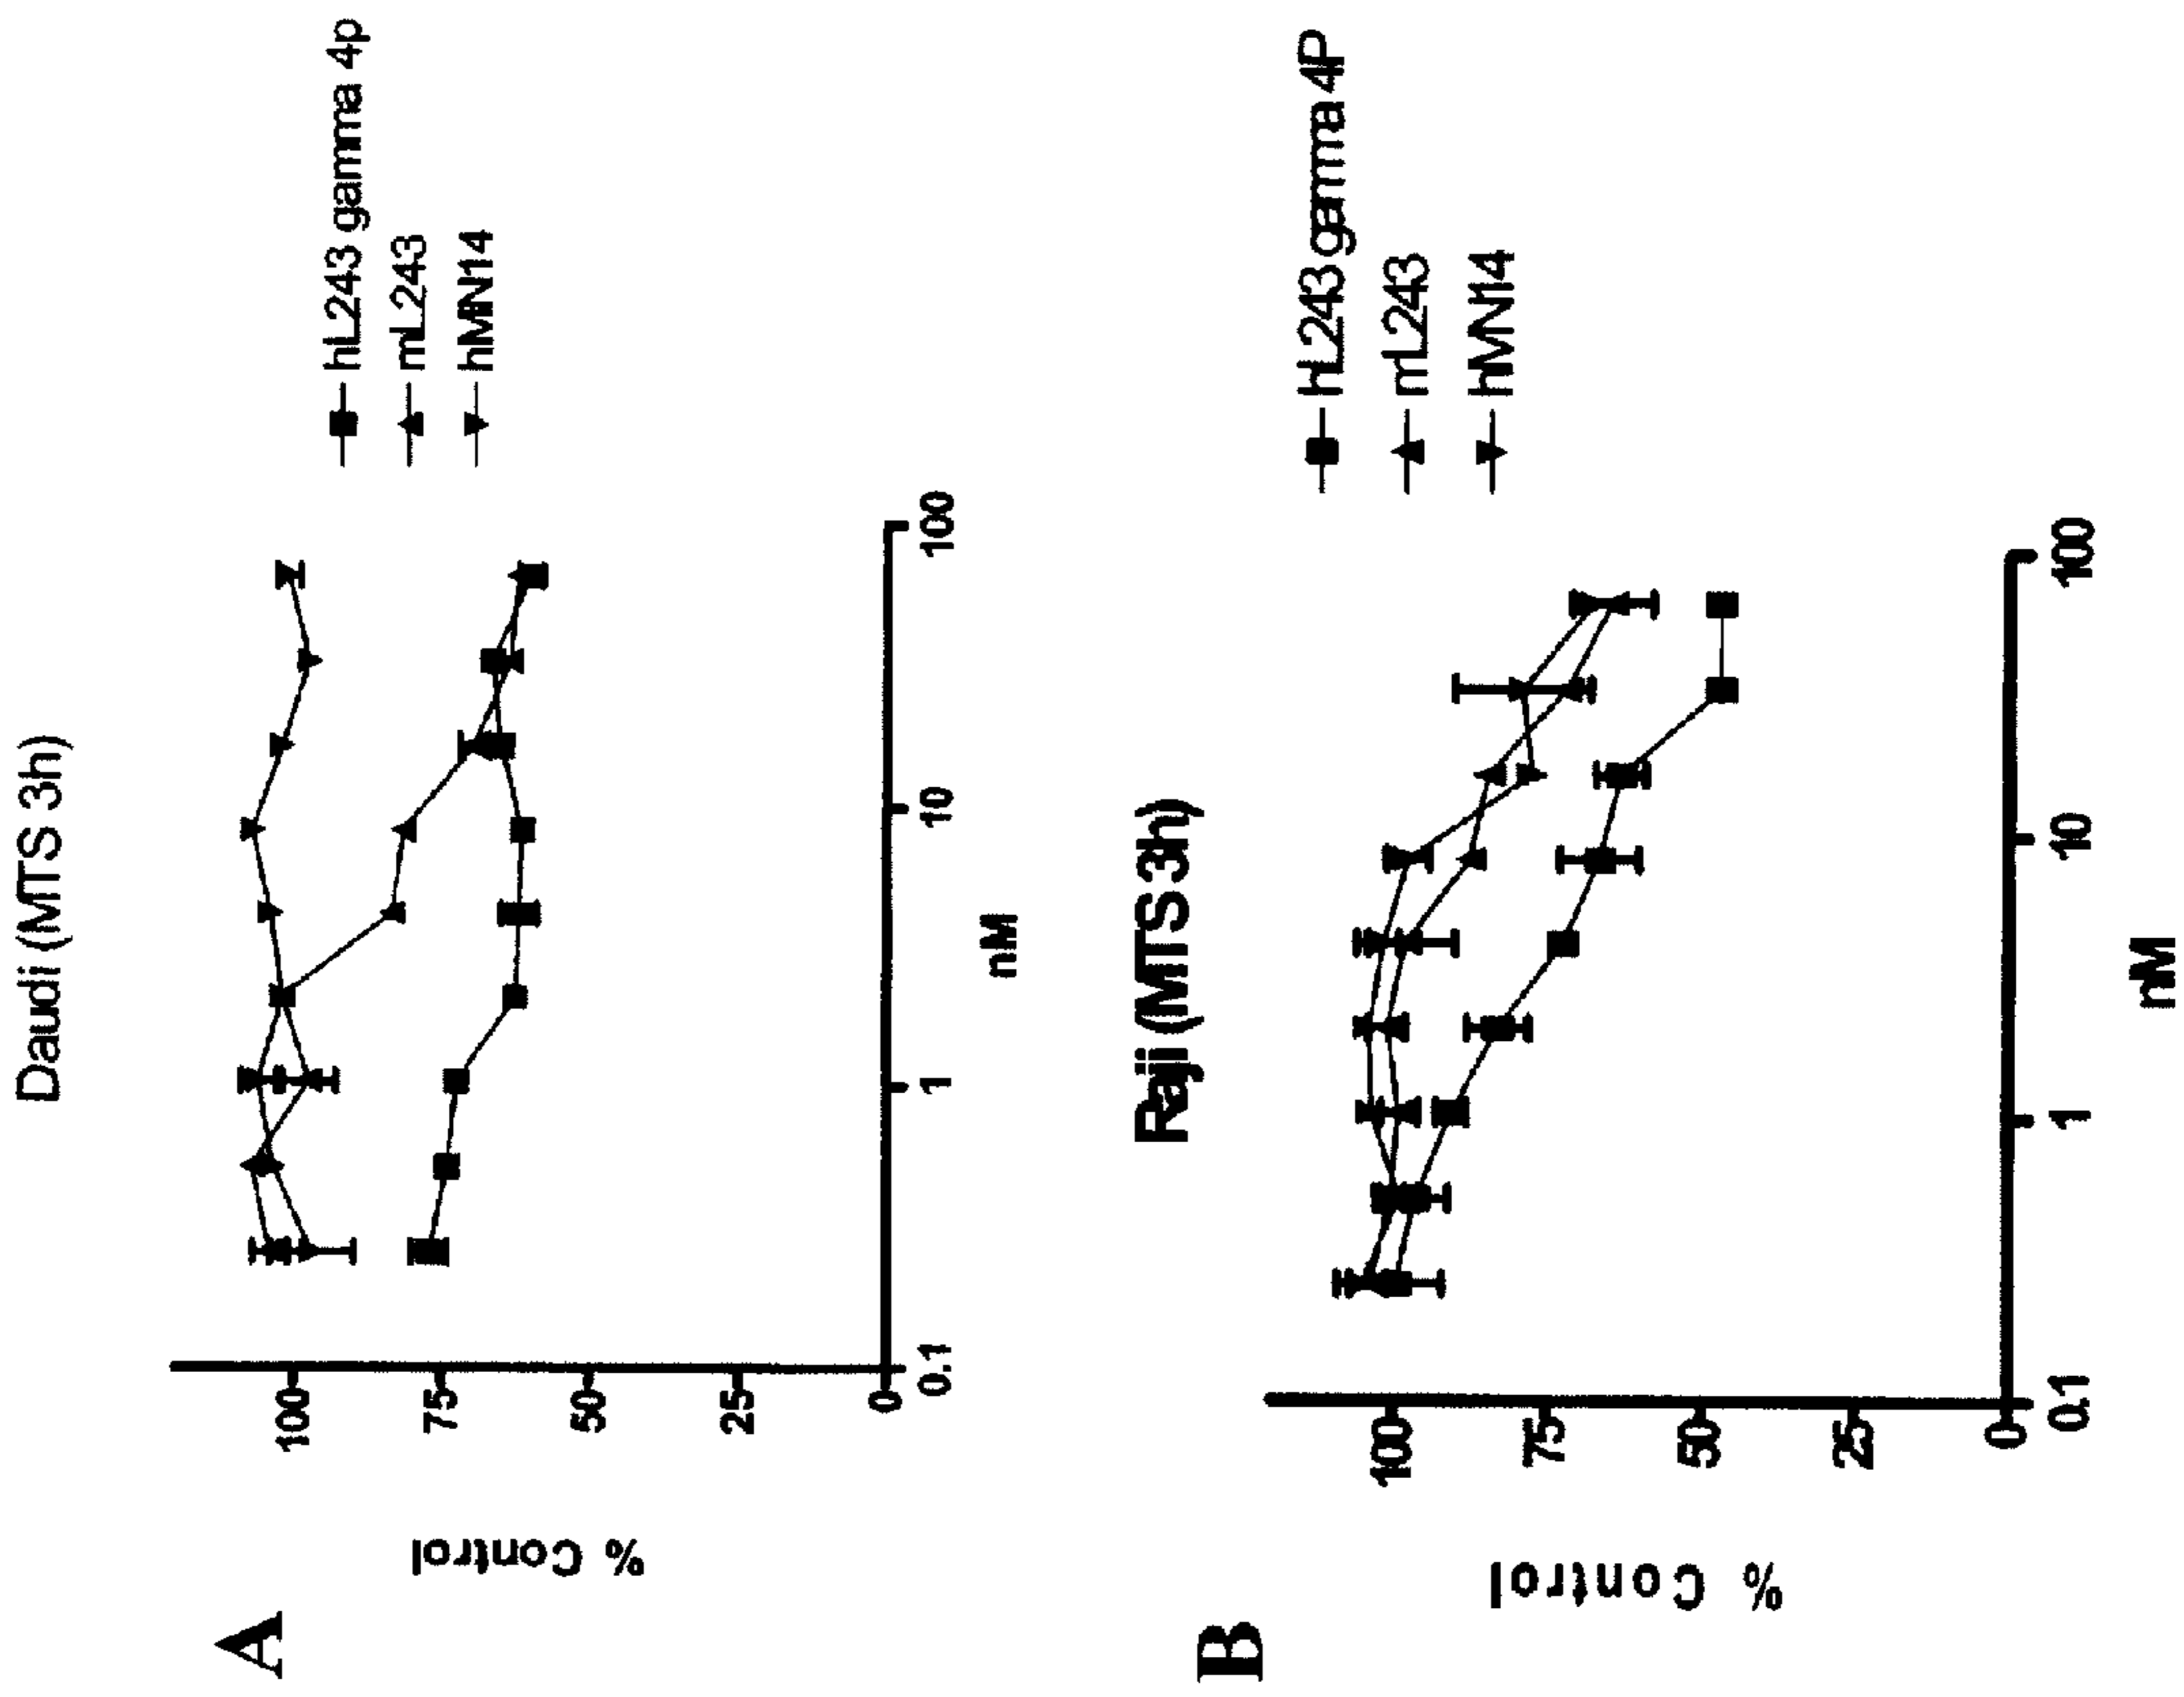 A
Daudi (MTS 3h)
% Control
100
75
50
25
0
0.1
1
10
100
nM
hL243 gamma 4p
mL243
hMN14
B
Raji (MTS 3h)
% Control
100
75
50
25
0
0.1
1
10
100
nM
hL243 gamma 4P
mL243
hMN14